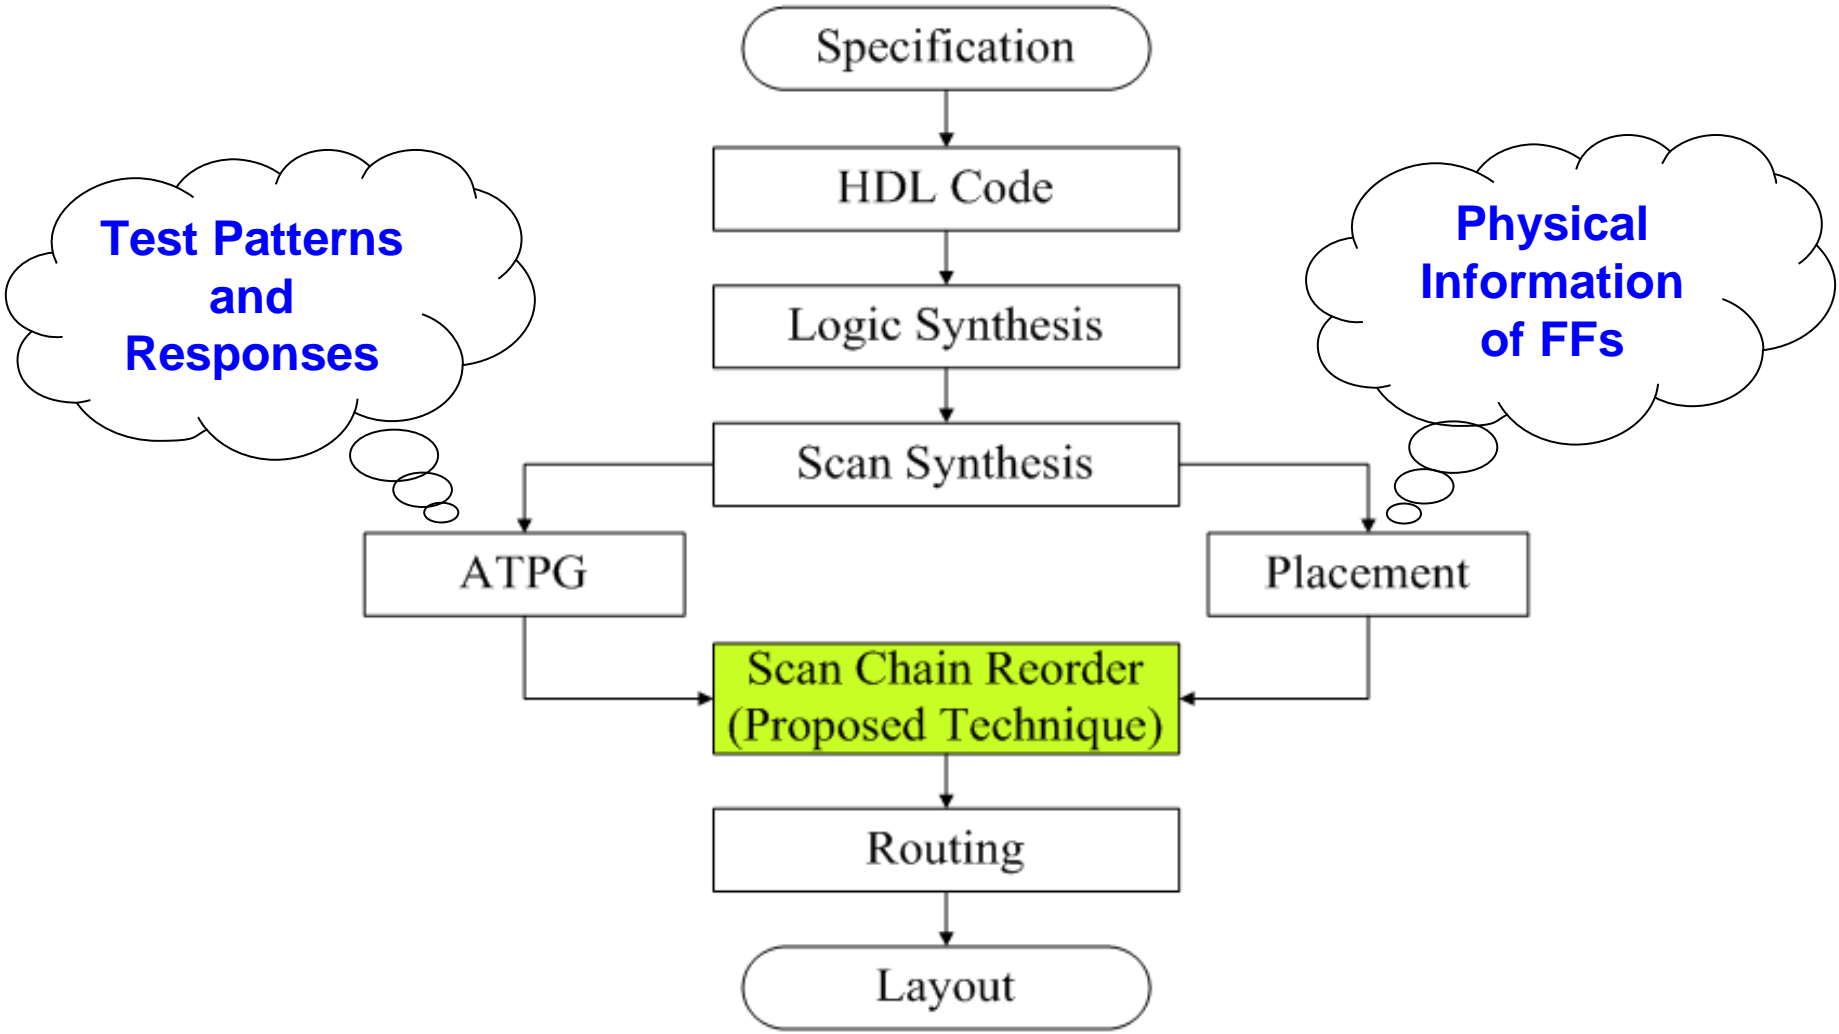 Specification
HDL Code
Test Patterns
and
Responses
Physical
Information
of FFs
Logic Synthesis
Scan Synthesis
ATPG
Placement
Scan Chain Reorder
(Proposed Technique)
Routing
Layout